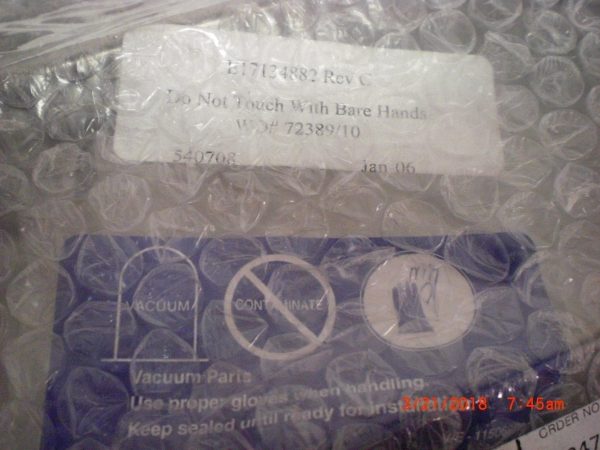 E17124882 Rev C
Do Not Touch With Bare Hands
WO# 72389/10
540708 Jan 06
VACUUM
CONTAMINATE
Vacuum Parts
Use proper gloves when handling.
Keep sealed until ready for
3/21/2018 7:45am
ORDER NO